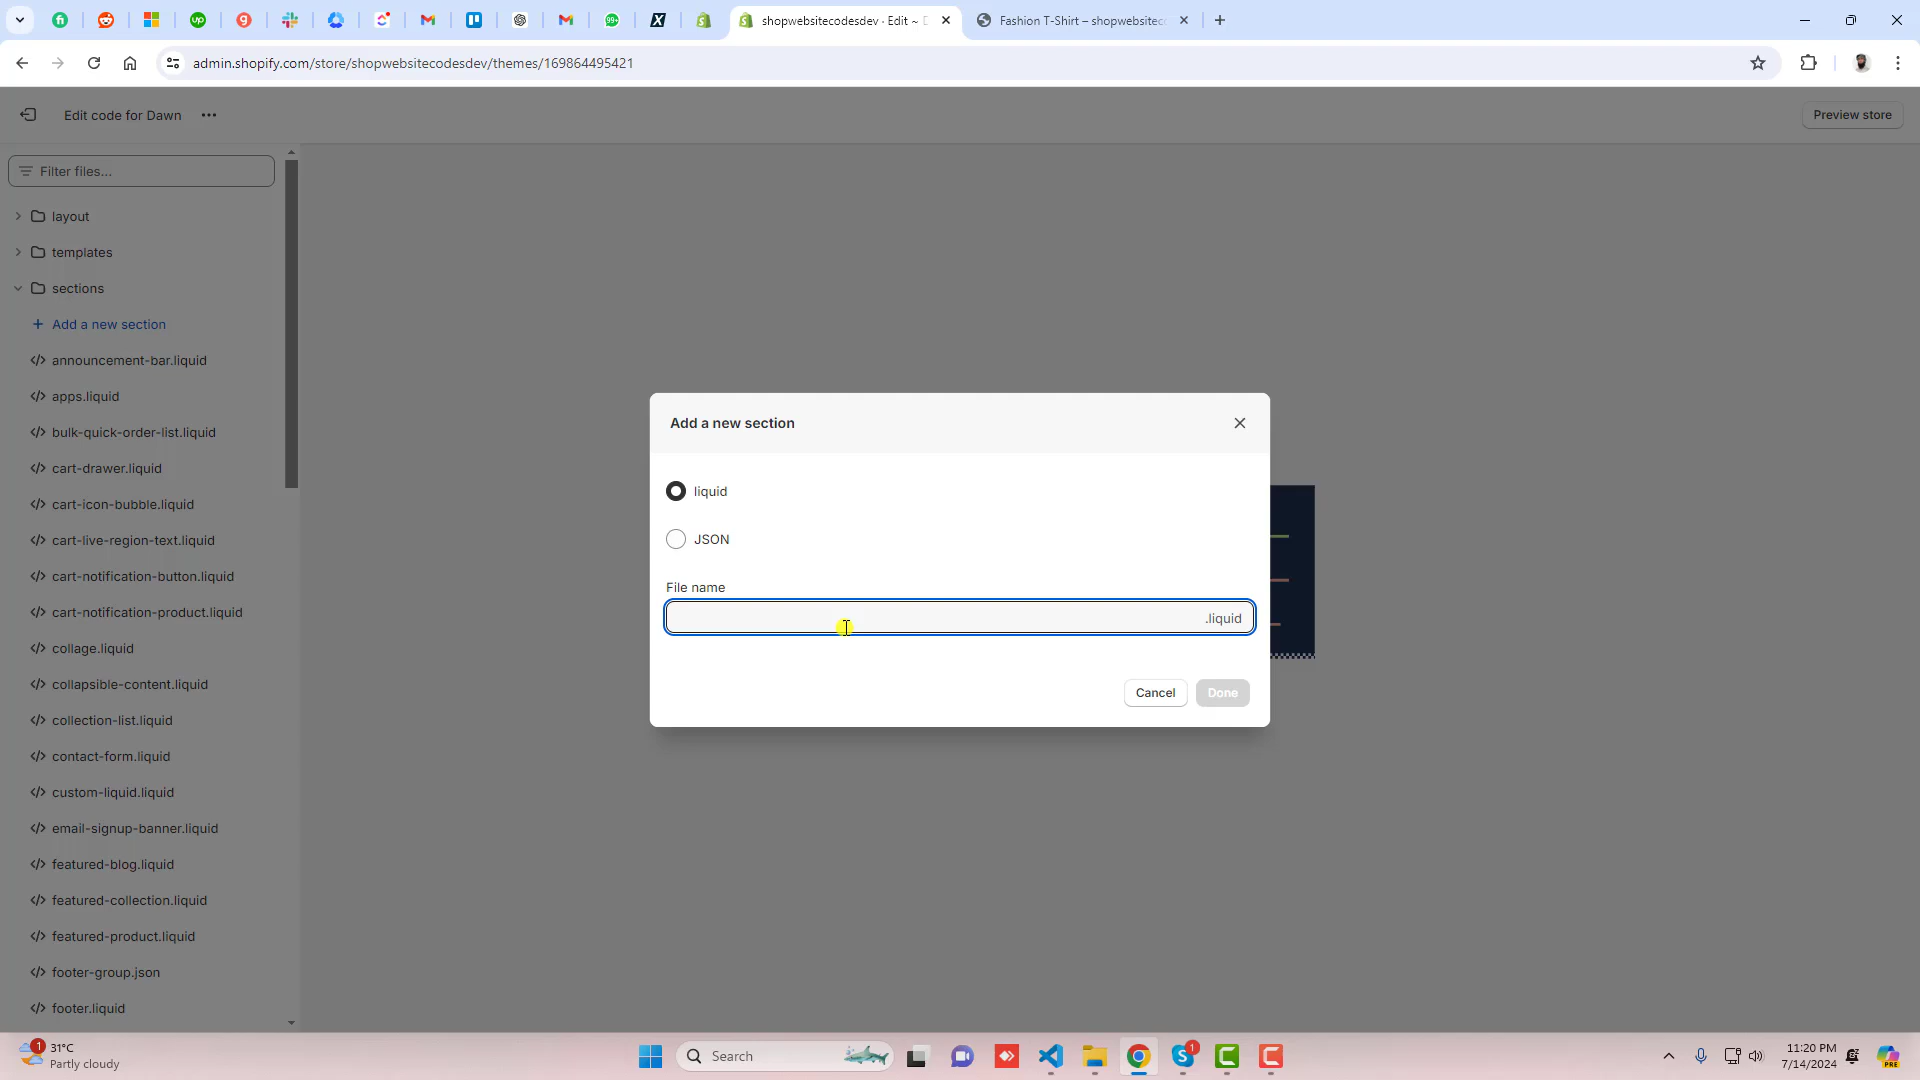 shopwebsitecodesdev · Edit ~ D
Fashion T-Shirt – shopwebsitec
admin.shopify.com/store/shopwebsitecodesdev/themes/169864495421
Edit code for Dawn
Preview store
Filter files...
layout
templates
sections
Add a new section
announcement-bar.liquid
apps.liquid
bulk-quick-order-list.liquid
cart-drawer.liquid
cart-icon-bubble.liquid
cart-live-region-text.liquid
cart-notification-button.liquid
cart-notification-product.liquid
collage.liquid
collapsible-content.liquid
collection-list.liquid
contact-form.liquid
custom-liquid.liquid
email-signup-banner.liquid
featured-blog.liquid
featured-collection.liquid
featured-product.liquid
footer-group.json
footer.liquid
Add a new section
liquid
JSON
File name
.liquid
Cancel
Done
1
31°C
Partly cloudy
Search
1
11:20 PM
7/14/2024
PRE